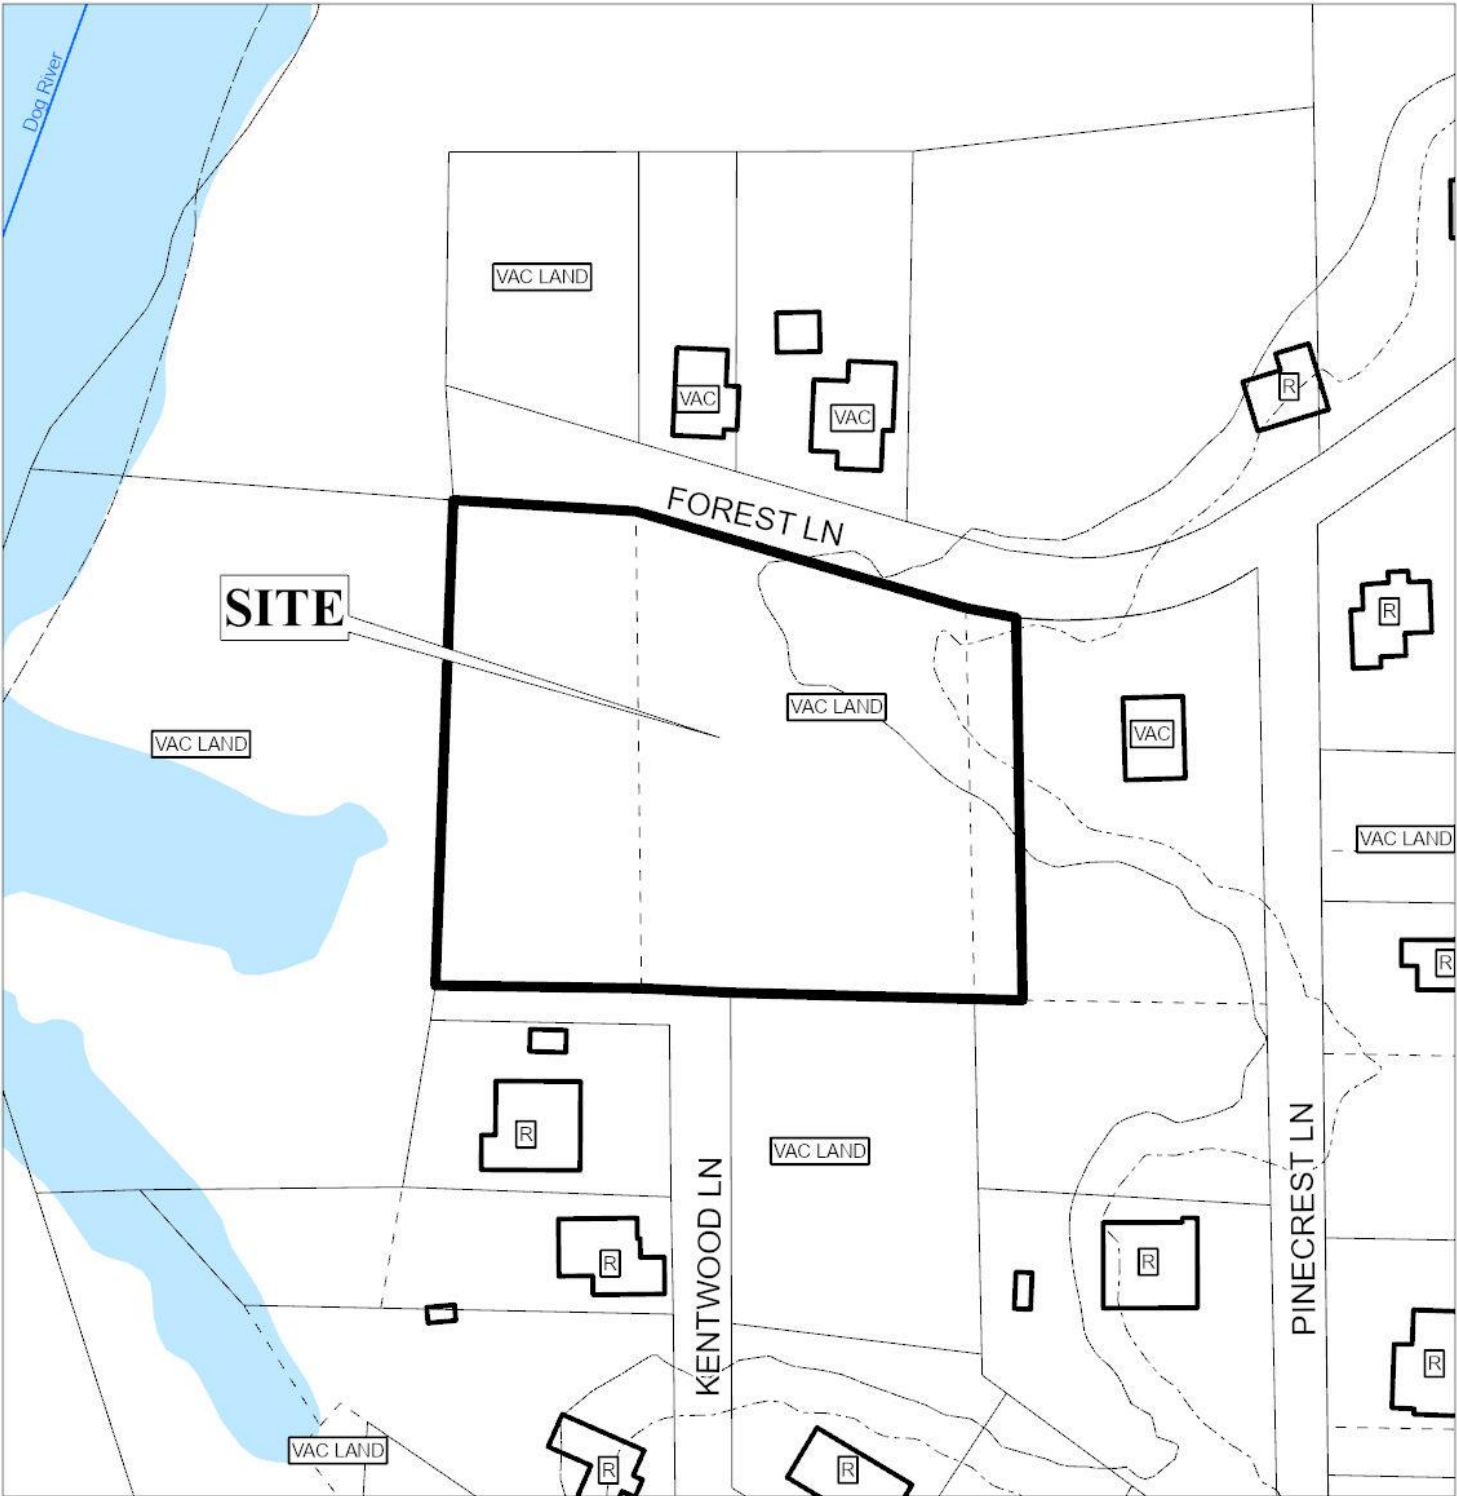 Dog River
VAC LAND
VAC
VAC
R
FOREST LN
SITE
R
VAC LAND
VAC
VAC LAND
VAC LAND
R
R
VAC LAND
KENTWOOD LN
PINECREST LN
R
R
R
VAC LAND
R
R